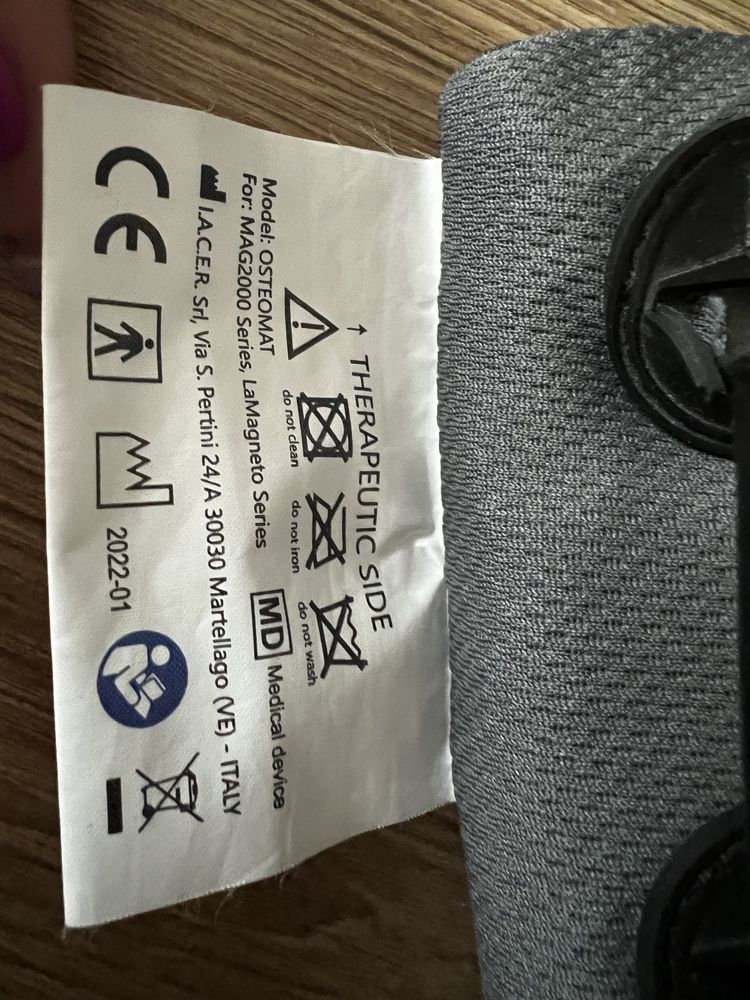 ↑ THERAPEUTIC SIDE
do not clean
do not iron
do not wash
Model: OSTEOMAT
For: MAG2000 Series, LaMagneto Series
MD Medical device
I.A.C.E.R. Srl, Via S. Pertini 24/A 30030 Martellago (VE) - ITALY
CE
2022-01